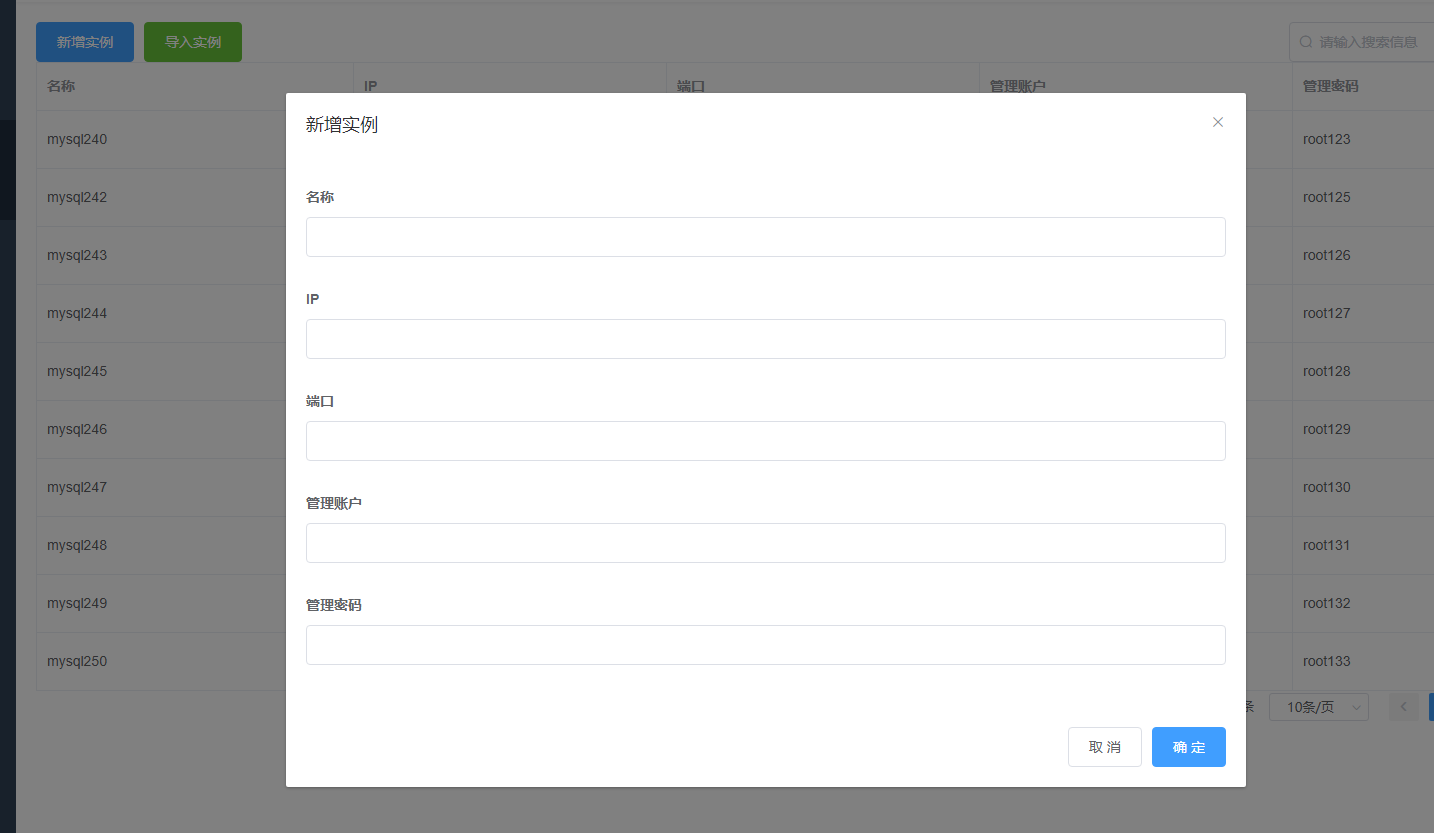 新增实例 导入实例 请输入搜索信息
名称 IP 端口 管理账户 管理密码
mysql240 root123
mysql242 root125
mysql243 root126
mysql244 root127
mysql245 root128
mysql246 root129
mysql247 root130
mysql248 root131
mysql249 root132
mysql250 root133
条 10条/页
新增实例
名称
IP
端口
管理账户
管理密码
取 消 确 定